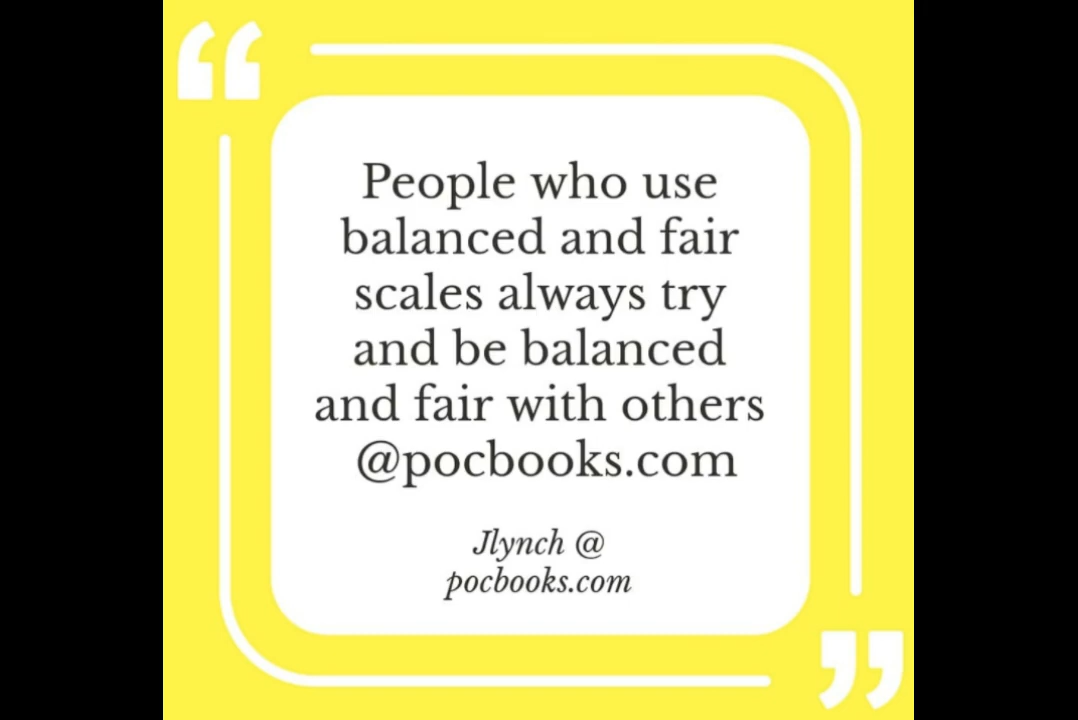 People who use
balanced and fair
scales always try
and be balanced
and fair with others
@pocbooks.com
Jlynch @
pocbooks.com